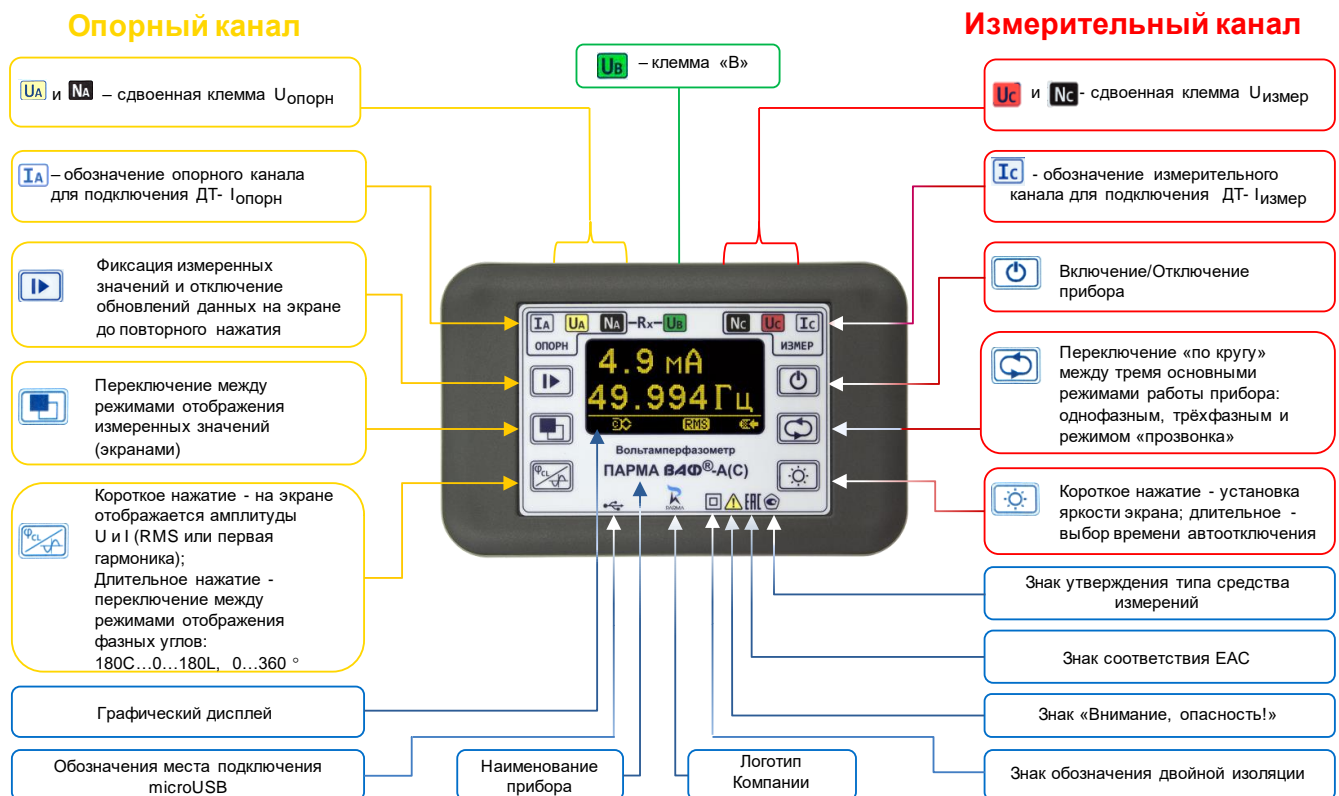 Опорный канал
Измерительный канал
UA и NA – сдвоенная клемма Uопорн
UB – клемма «В»
Uc и Nc - сдвоенная клемма Uизмер
IA – обозначение опорного канала
для подключения ДТ- Iопорн
Ic - обозначение измерительного
канала для подключения ДТ- Iизмер
Фиксация измеренных
значений и отключение
обновлений данных на экране
до повторного нажатия
Включение/Отключение
прибора
Переключение между
режимами отображения
измеренных значений
(экранами)
Переключение «по кругу»
между тремя основными
режимами работы прибора:
однофазным, трёхфазным и
режимом «прозвонка»
φCL
Короткое нажатие - на экране
отображается амплитуды
U и I (RMS или первая
гармоника);
Длительное нажатие -
переключение между
режимами отображения
фазных углов:
180С…0…180L, 0…360 °
Короткое нажатие - установка
яркости экрана; длительное -
выбор времени автоотключения
IA UA NA –Rx– UB Nc Uc Ic
ОПОРН
ИЗМЕР
4.9 мА
49.994Гц
RMS
Вольтамперфазометр
ПАРМА ВАФ®-А(С)
φCL
PARMA
EAC
Знак утверждения типа средства
измерений
Знак соответствия ЕАС
Графический дисплей
Знак «Внимание, опасность!»
Обозначения места подключения
microUSB
Наименование
прибора
Логотип
Компании
Знак обозначения двойной изоляции